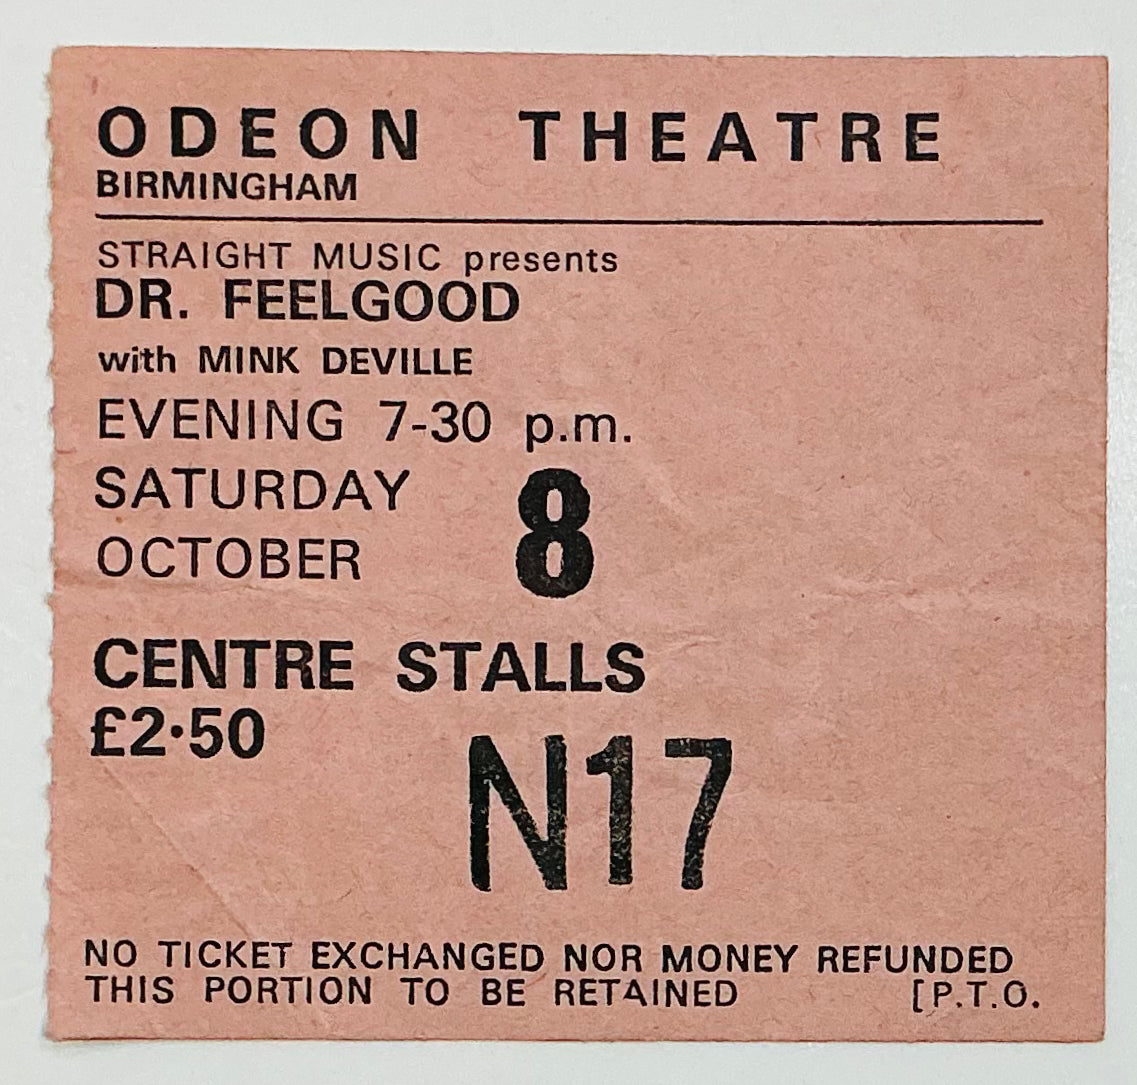 ODEON THEATRE
BIRMINGHAM
STRAIGHT MUSIC presents
DR. FEELGOOD
with MINK DEVILLE
EVENING 7-30 p.m.
SATURDAY
OCTOBER 8
CENTRE STALLS
£2·50
N17
NO TICKET EXCHANGED NOR MONEY REFUNDED
THIS PORTION TO BE RETAINED [P.T.O.